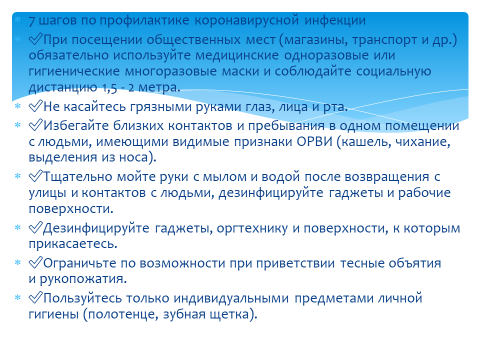 7 шагов по профилактике коронавирусной инфекции
✓При посещении общественных мест (магазины, транспорт и др.)
обязательно используйте медицинские одноразовые или
гигиенические многоразовые маски и соблюдайте социальную
дистанцию 1,5 - 2 метра.
✓Не касайтесь грязными руками глаз, лица и рта.
✓Избегайте близких контактов и пребывания в одном помещении
с людьми, имеющими видимые признаки ОРВИ (кашель, чихание,
выделения из носа).
✓Тщательно мойте руки с мылом и водой после возвращения с
улицы и контактов с людьми, дезинфицируйте гаджеты и рабочие
поверхности.
✓Дезинфицируйте гаджеты, оргтехнику и поверхности, к которым
прикасаетесь.
✓Ограничьте по возможности при приветствии тесные объятия
и рукопожатия.
✓Пользуйтесь только индивидуальными предметами личной
гигиены (полотенце, зубная щетка).